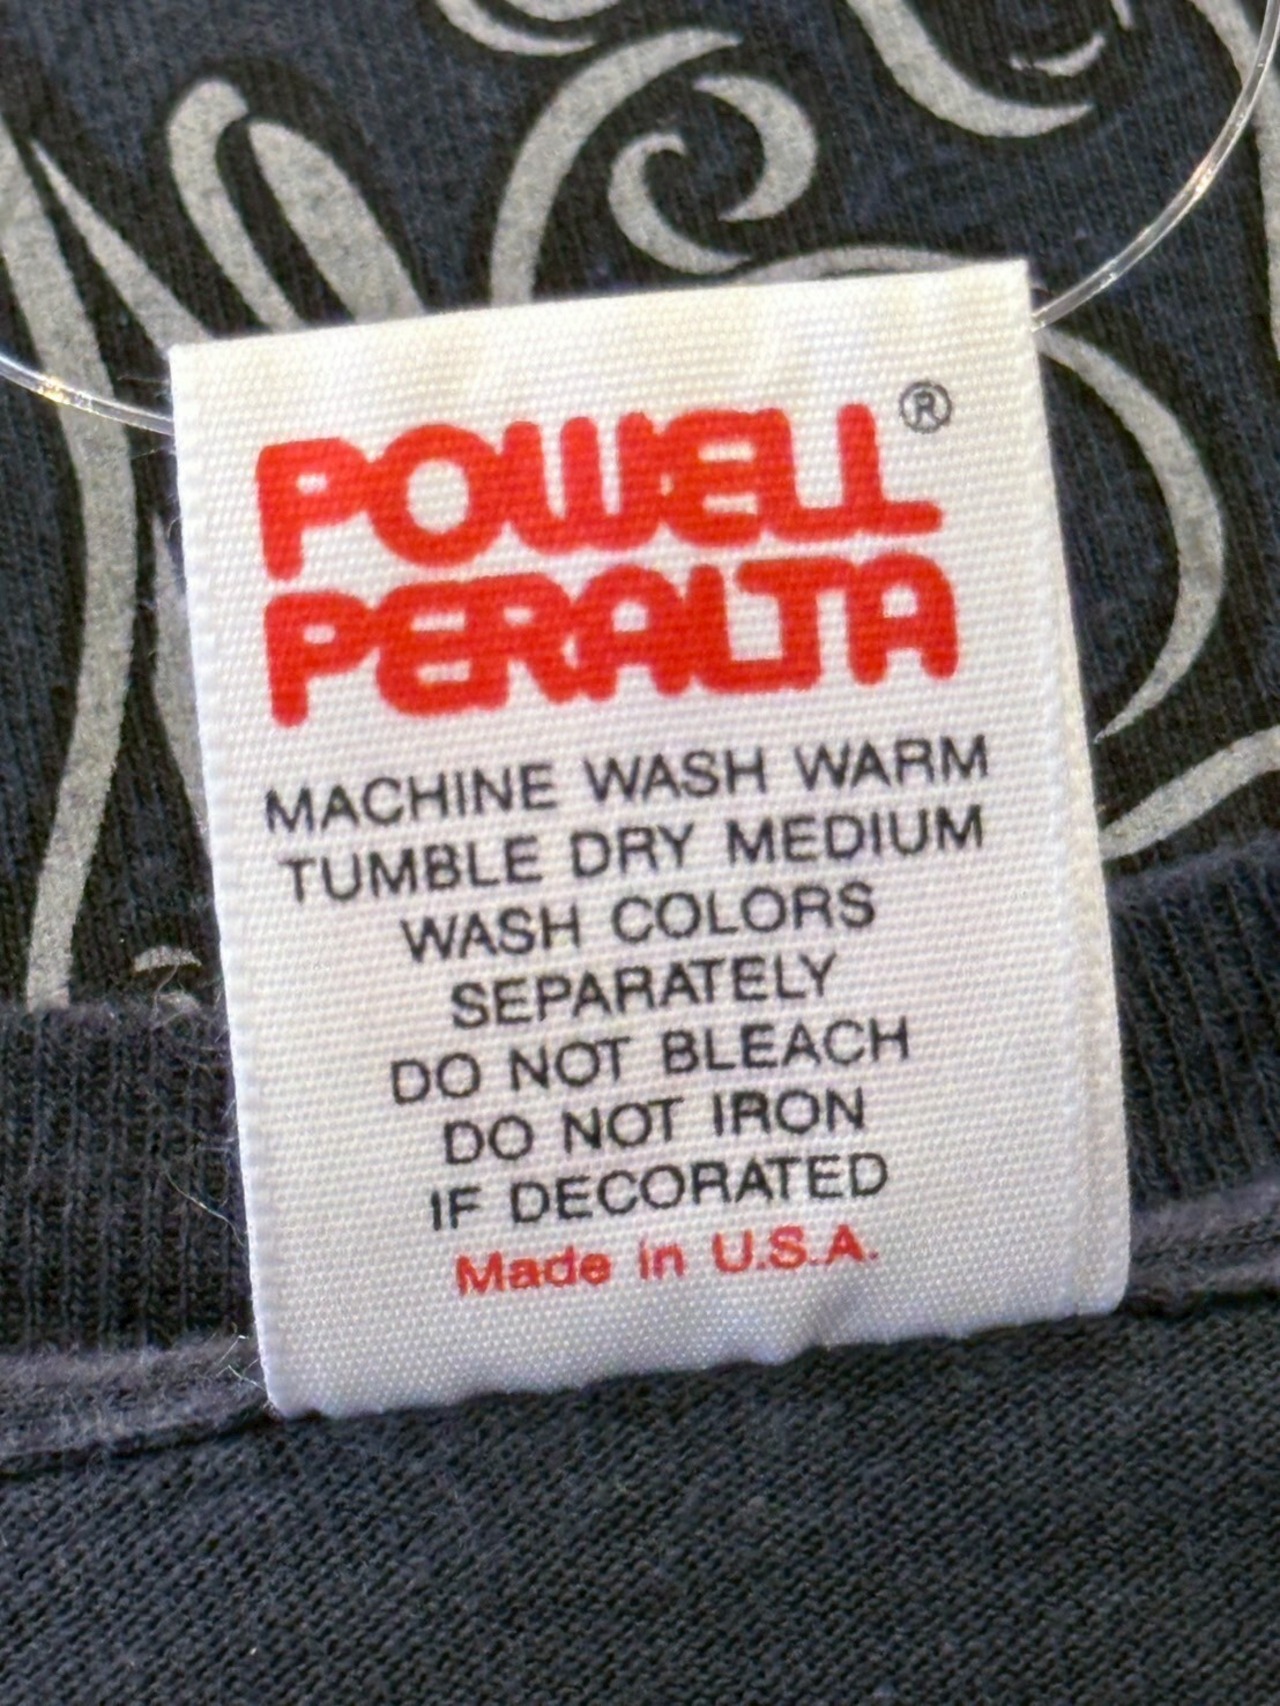 POWELL ®
PERALTA
MACHINE WASH WARM
TUMBLE DRY MEDIUM
WASH COLORS
SEPARATELY
DO NOT BLEACH
DO NOT IRON
IF DECORATED
Made in U.S.A.